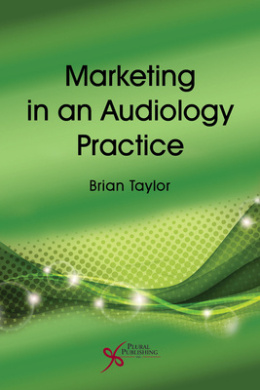 Marketing
in an Audiology
Practice
Brian Taylor
PLURAL
PUBLISHING